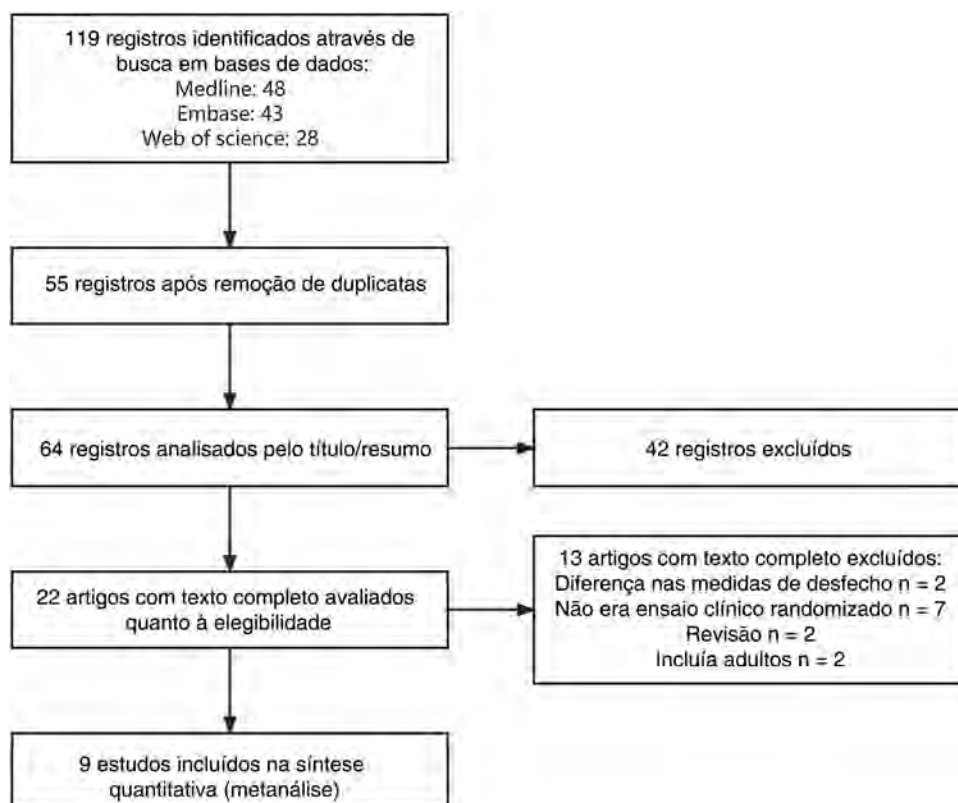 119 registros identificados através de
busca em bases de dados:
Medline: 48
Embase: 43
Web of science: 28
55 registros após remoção de duplicatas
64 registros analisados pelo título/resumo
42 registros excluídos
22 artigos com texto completo avaliados
quanto à elegibilidade
13 artigos com texto completo excluídos:
Diferença nas medidas de desfecho n = 2
Não era ensaio clínico randomizado n = 7
Revisão n = 2
Incluía adultos n = 2
9 estudos incluídos na síntese
quantitativa (metanálise)